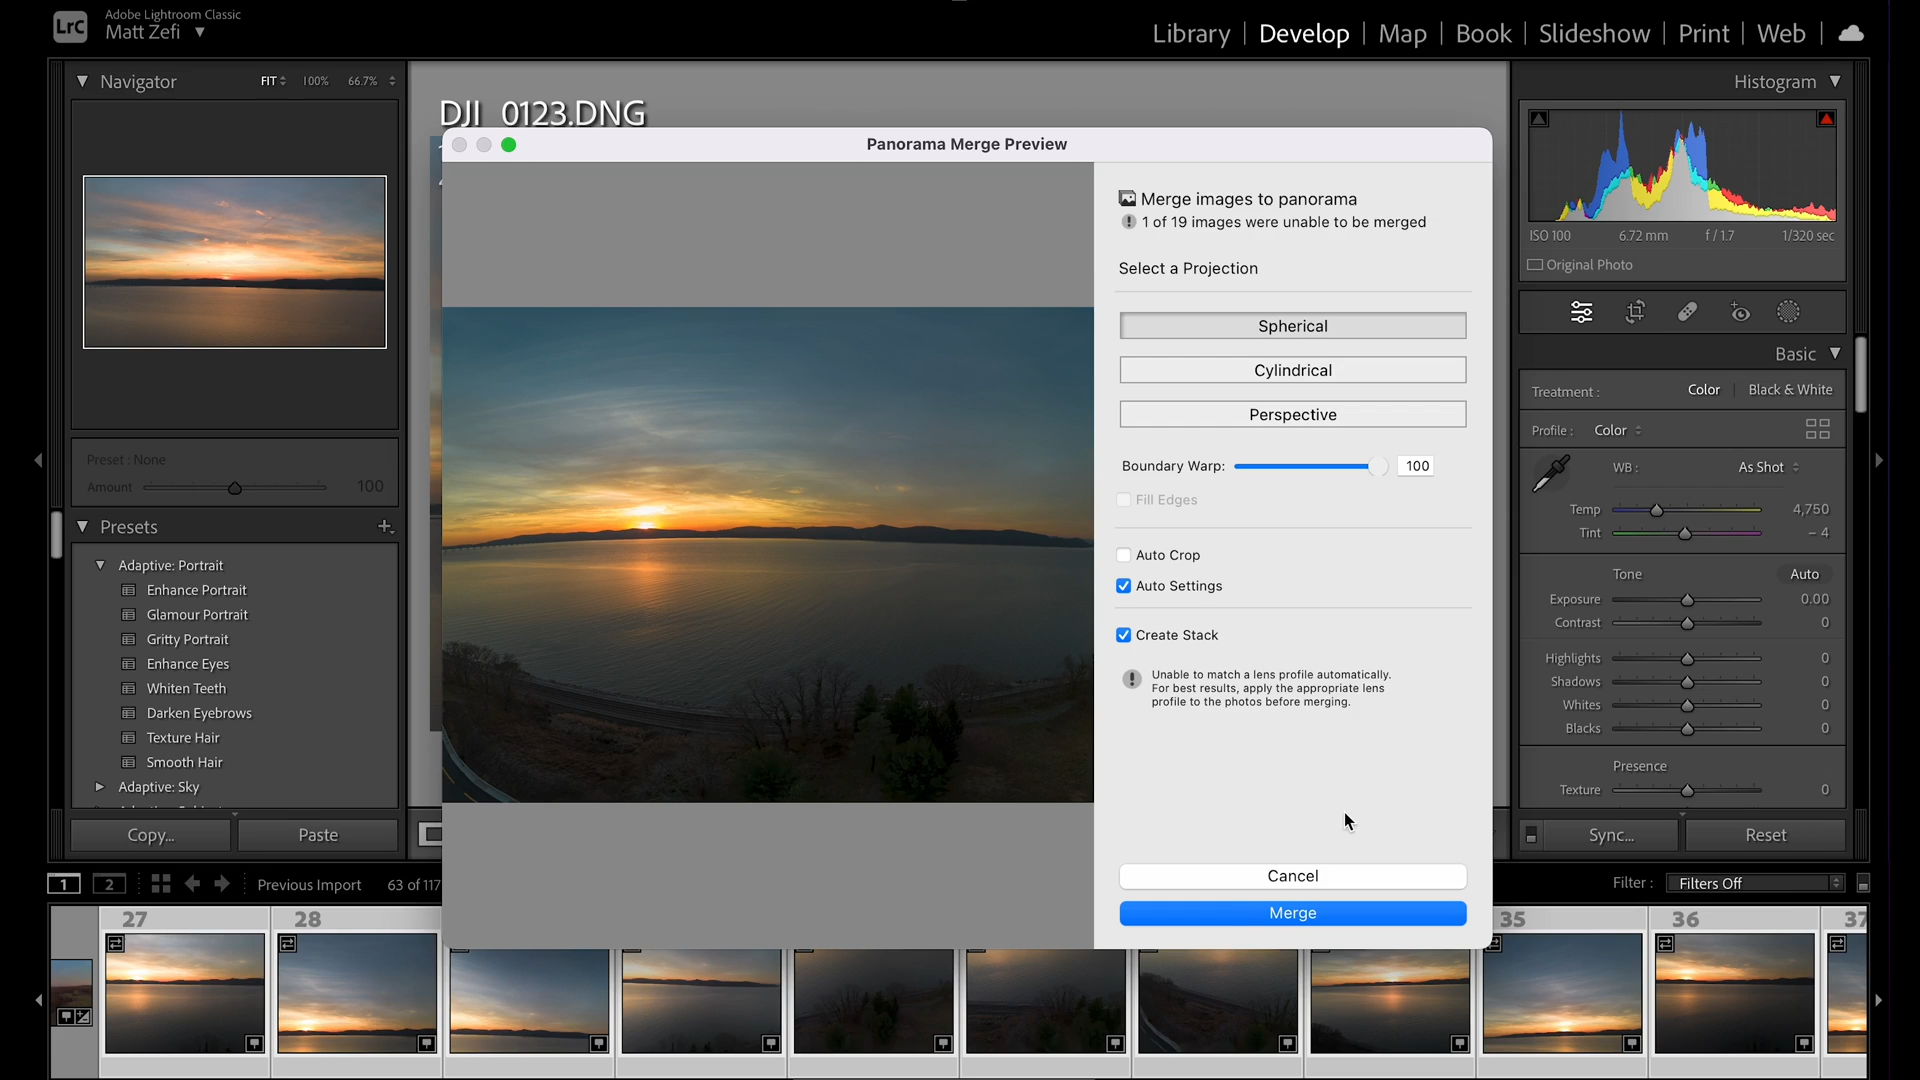 LrC
Adobe Lightroom Classic
Matt Zefi
Library
Develop
Map
Book
Slideshow
Print
Web
Navigator
FIT
100%
66.7%
Preset : None
Amount
100
Presets
Adaptive: Portrait
Enhance Portrait
Glamour Portrait
Gritty Portrait
Enhance Eyes
Whiten Teeth
Darken Eyebrows
Texture Hair
Smooth Hair
Adaptive: Sky
Copy...
Paste
DJI_0123.DNG
Panorama Merge Preview
Merge images to panorama
1 of 19 images were unable to be merged
Select a Projection
Spherical
Cylindrical
Perspective
Boundary Warp: 100
Fill Edges
Auto Crop
Auto Settings
Create Stack
Unable to match a lens profile automatically.
For best results, apply the appropriate lens
profile to the photos before merging.
Cancel
Merge
Histogram
ISO 100 6.72 mm f / 1.7 1/320 sec
Original Photo
Basic
Treatment : Color Black & White
Profile : Color
WB : As Shot
Temp 4,750
Tint – 4
Tone Auto
Exposure 0.00
Contrast 0
Highlights 0
Shadows 0
Whites 0
Blacks 0
Presence
Texture 0
Sync...
Reset
1 2 Previous Import 63 of 117
Filter : Filters Off
27 28 35 36 37